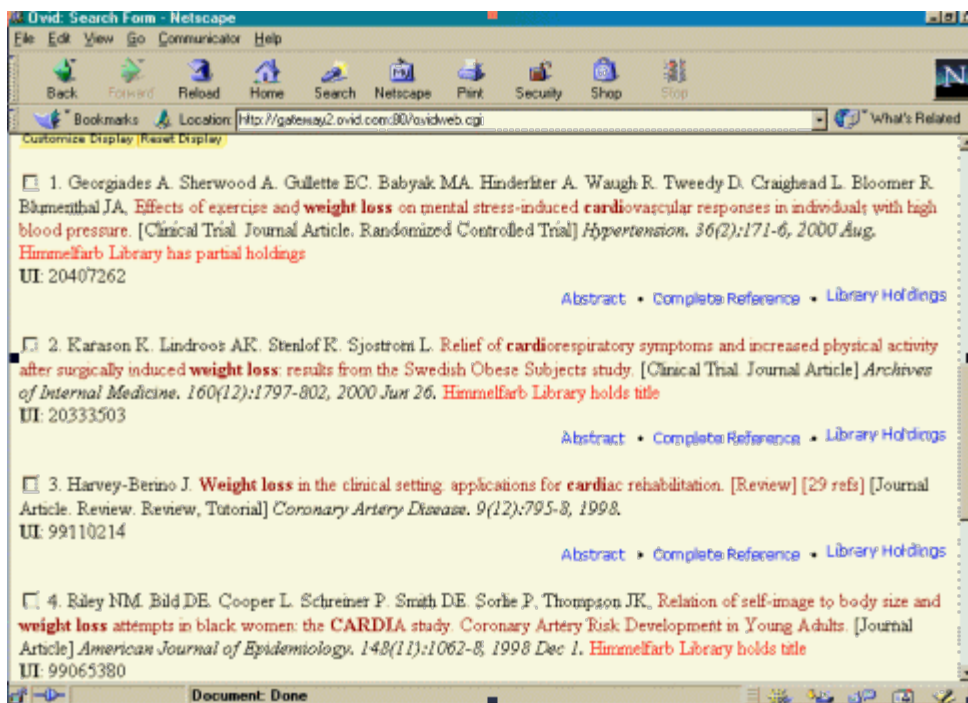 Ovid: Search Form - Netscape
File Edit View Go Communicator Help
Back Forward Reload Home Search Netscape Print Security Shop Stop
Bookmarks Location: http://gateway2.ovid.com:80/ovidweb.cgi What's Related
Customize Display |Reset Display|
1. Georgiades A. Sherwood A. Gullette EC. Babyak MA. Hinderliter A. Waugh R. Tweedy D. Craighead L. Bloomer R.
Blumenthal JA, Effects of exercise and weight loss on mental stress-induced cardiovascular responses in individuals with high
blood pressure. [Clinical Trial. Journal Article. Randomized Controlled Trial] Hypertension. 36(2):171-6, 2000 Aug.
Himmelfarb Library has partial holdings
UI: 20407262
Abstract • Complete Reference • Library Holdings
2. Karason K. Lindroos AK. Stenlof K. Sjostrom L. Relief of cardiorespiratory symptoms and increased physical activity
after surgically induced weight loss: results from the Swedish Obese Subjects study. [Clinical Trial. Journal Article] Archives
of Internal Medicine. 160(12):1797-802, 2000 Jun 26. Himmelfarb Library holds title
UI: 20333503
Abstract • Complete Reference • Library Holdings
3. Harvey-Berino J. Weight loss in the clinical setting: applications for cardiac rehabilitation. [Review] [29 refs] [Journal
Article. Review. Review, Tutorial] Coronary Artery Disease. 9(12):795-8, 1998.
UI: 99110214
Abstract • Complete Reference • Library Holdings
4. Riley NM. Bild DE. Cooper L. Schreiner P. Smith DE. Sorlie P, Thompson JK, Relation of self-image to body size and
weight loss attempts in black women: the CARDIA study. Coronary Artery Risk Development in Young Adults. [Journal
Article] American Journal of Epidemiology. 148(11):1062-8, 1998 Dec 1. Himmelfarb Library holds title
UI: 99065380
Document: Done